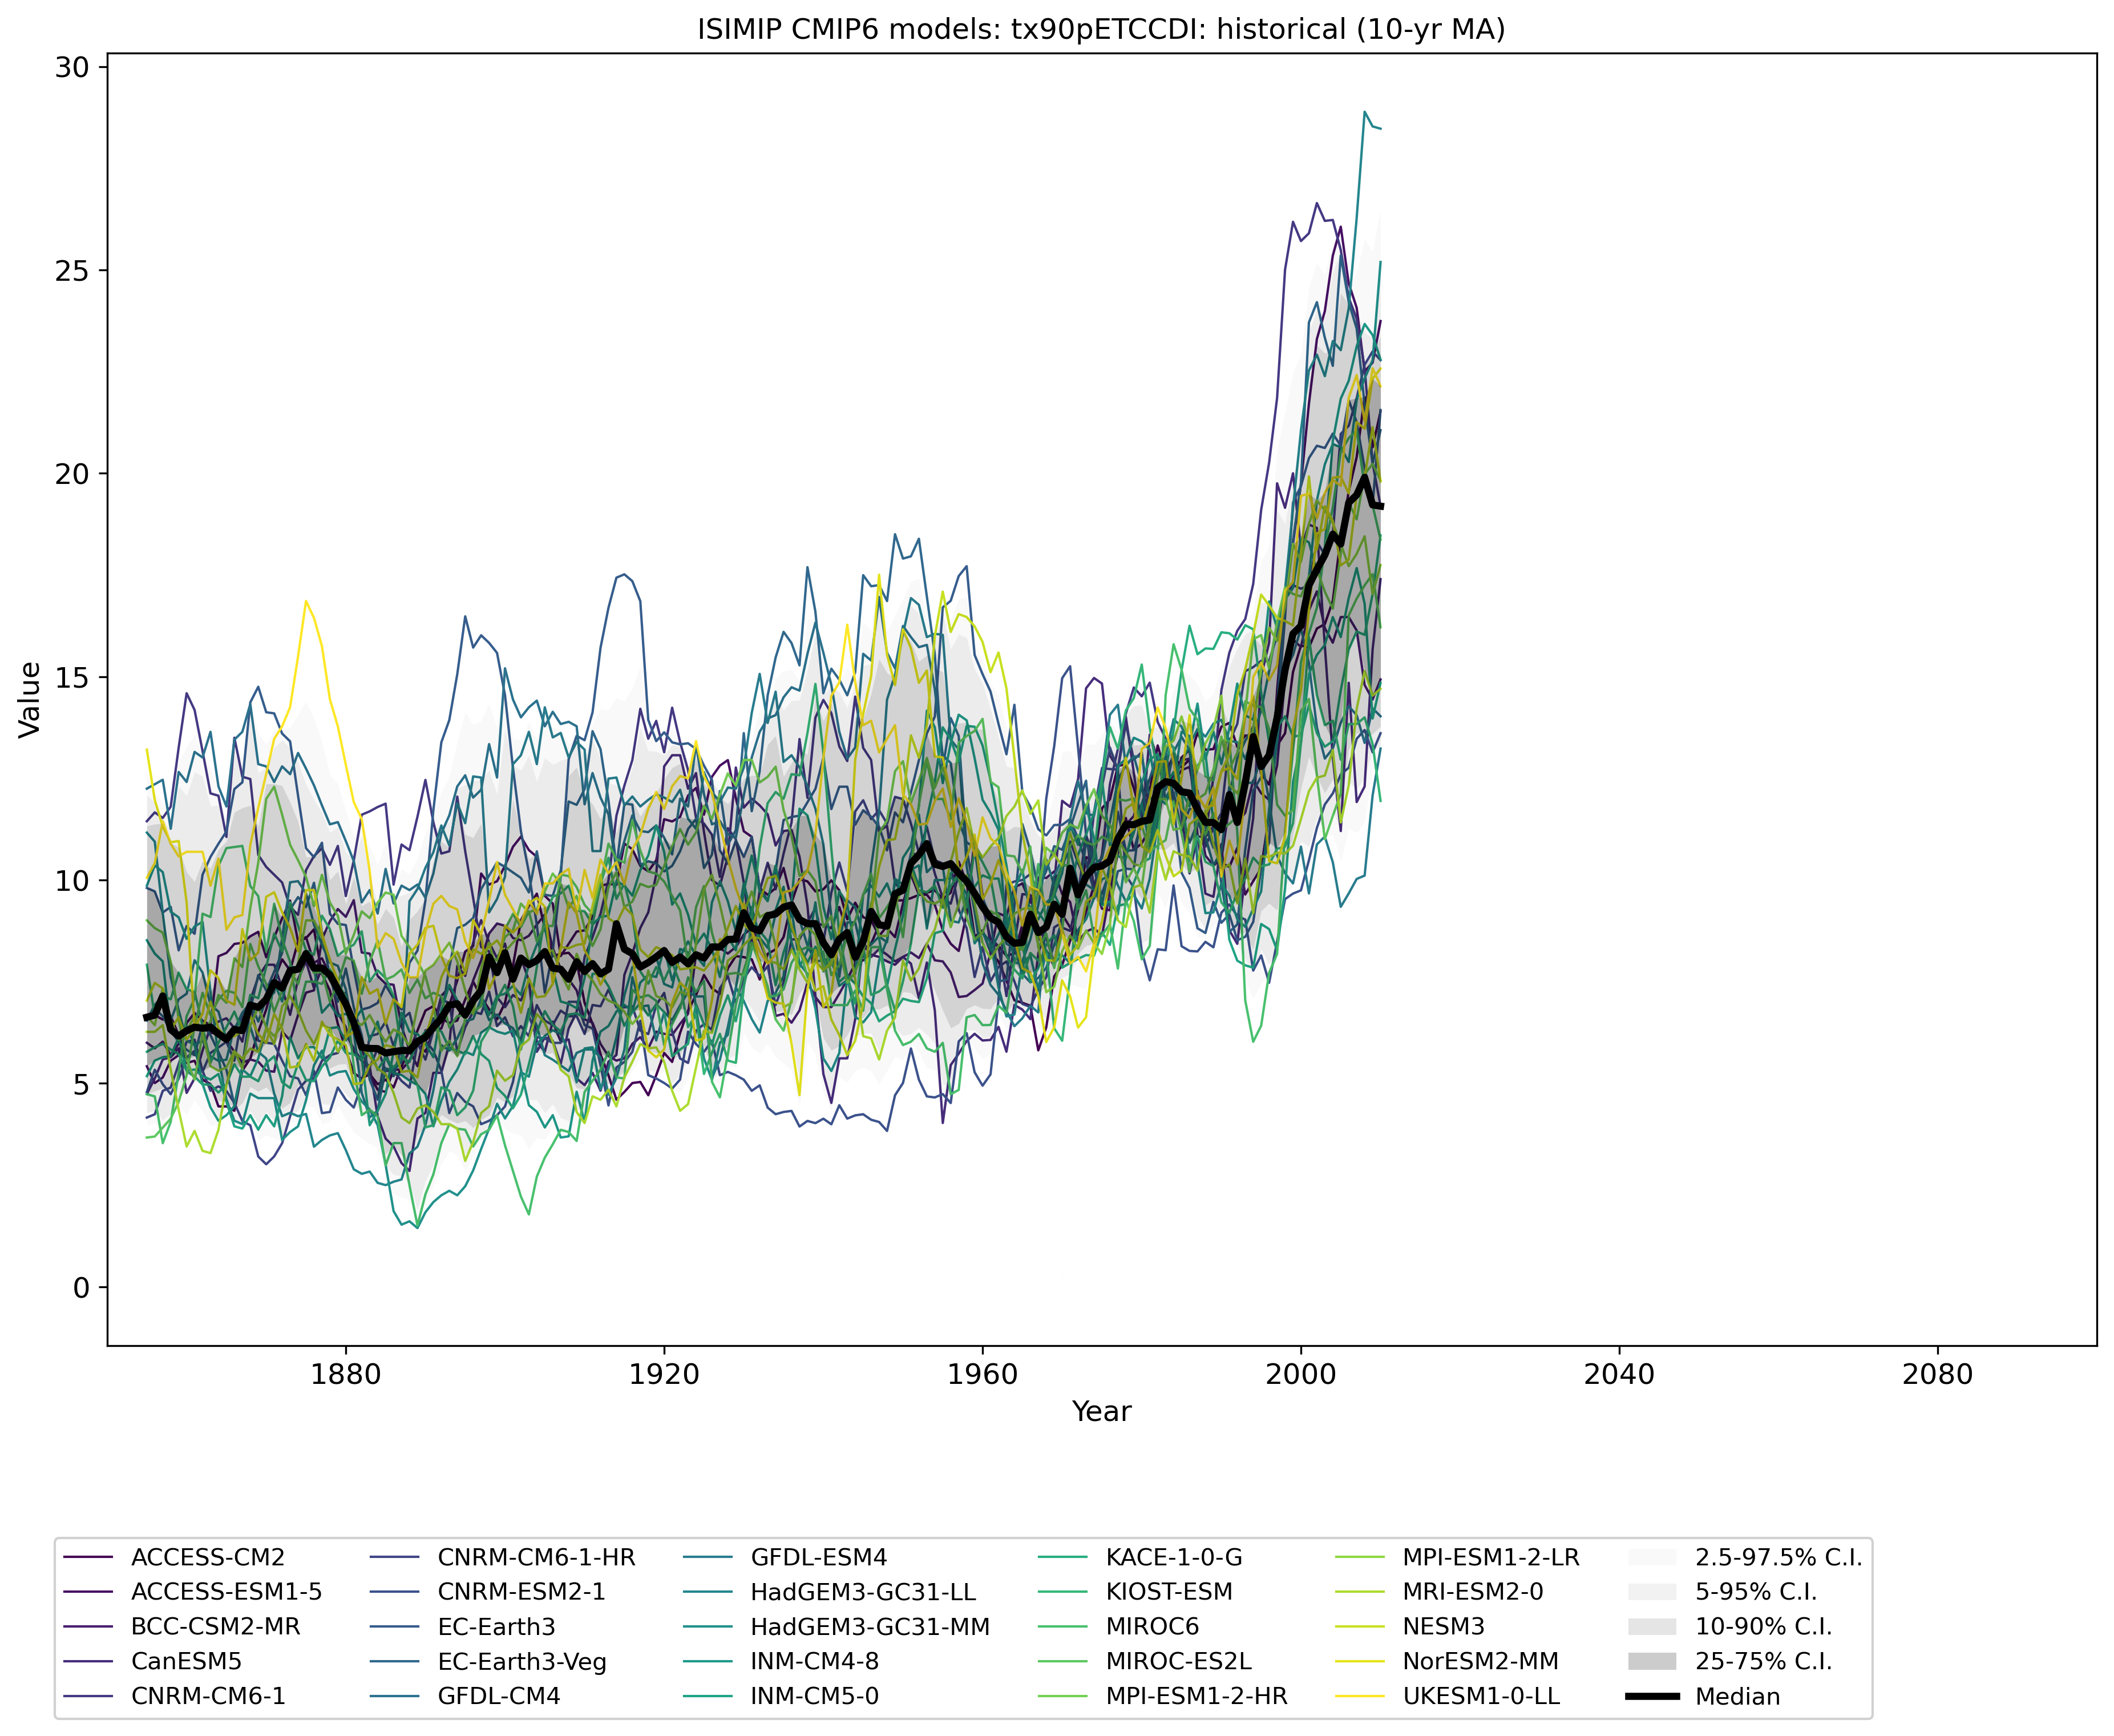 ISIMIP CMIP6 models: tx90pETCCDI: historical (10-yr MA)
30
25
20
15
10
5
0
Value
1880 1920 1960 2000 2040 2080
Year
ACCESS-CM2 CNRM-CM6-1-HR GFDL-ESM4 KACE-1-0-G MPI-ESM1-2-LR 2.5-97.5% C.I.
ACCESS-ESM1-5 CNRM-ESM2-1 HadGEM3-GC31-LL KIOST-ESM MRI-ESM2-0 5-95% C.I.
BCC-CSM2-MR EC-Earth3 HadGEM3-GC31-MM MIROC6 NESM3 10-90% C.I.
CanESM5 EC-Earth3-Veg INM-CM4-8 MIROC-ES2L NorESM2-MM 25-75% C.I.
CNRM-CM6-1 GFDL-CM4 INM-CM5-0 MPI-ESM1-2-HR UKESM1-0-LL Median